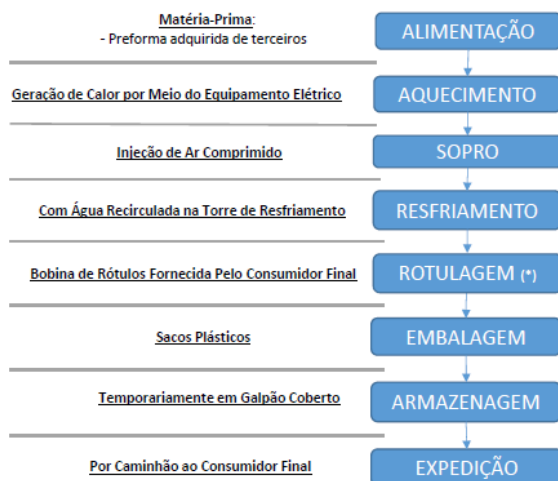 Matéria-Prima:
- Preforma adquirida de terceiros
ALIMENTAÇÃO
Geração de Calor por Meio do Equipamento Elétrico
AQUECIMENTO
Injeção de Ar Comprimido
SOPRO
Com Água Recirculada na Torre de Resfriamento
RESFRIAMENTO
Bobina de Rótulos Fornecida Pelo Consumidor Final
ROTULAGEM (*)
Sacos Plásticos
EMBALAGEM
Temporariamente em Galpão Coberto
ARMAZENAGEM
Por Caminhão ao Consumidor Final
EXPEDIÇÃO